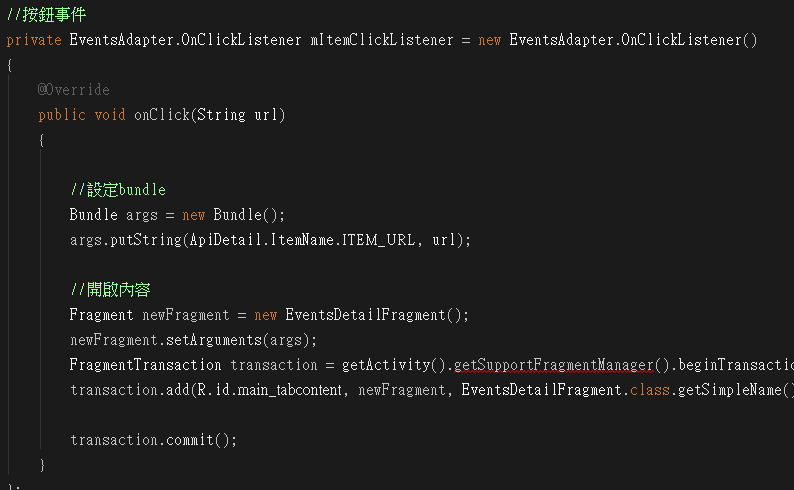 //按鈕事件
private EventsAdapter.OnClickListener mItemClickListener = new EventsAdapter.OnClickListener()
{
@Override
public void onClick(String url)
{
//設定bundle
Bundle args = new Bundle();
args.putString(ApiDetail.ItemName.ITEM_URL, url);
//開啟內容
Fragment newFragment = new EventsDetailFragment();
newFragment.setArguments(args);
FragmentTransaction transaction = getActivity().getSupportFragmentManager().beginTransactio
transaction.add(R.id.main_tabcontent, newFragment, EventsDetailFragment.class.getSimpleName()
transaction.commit();
}
};